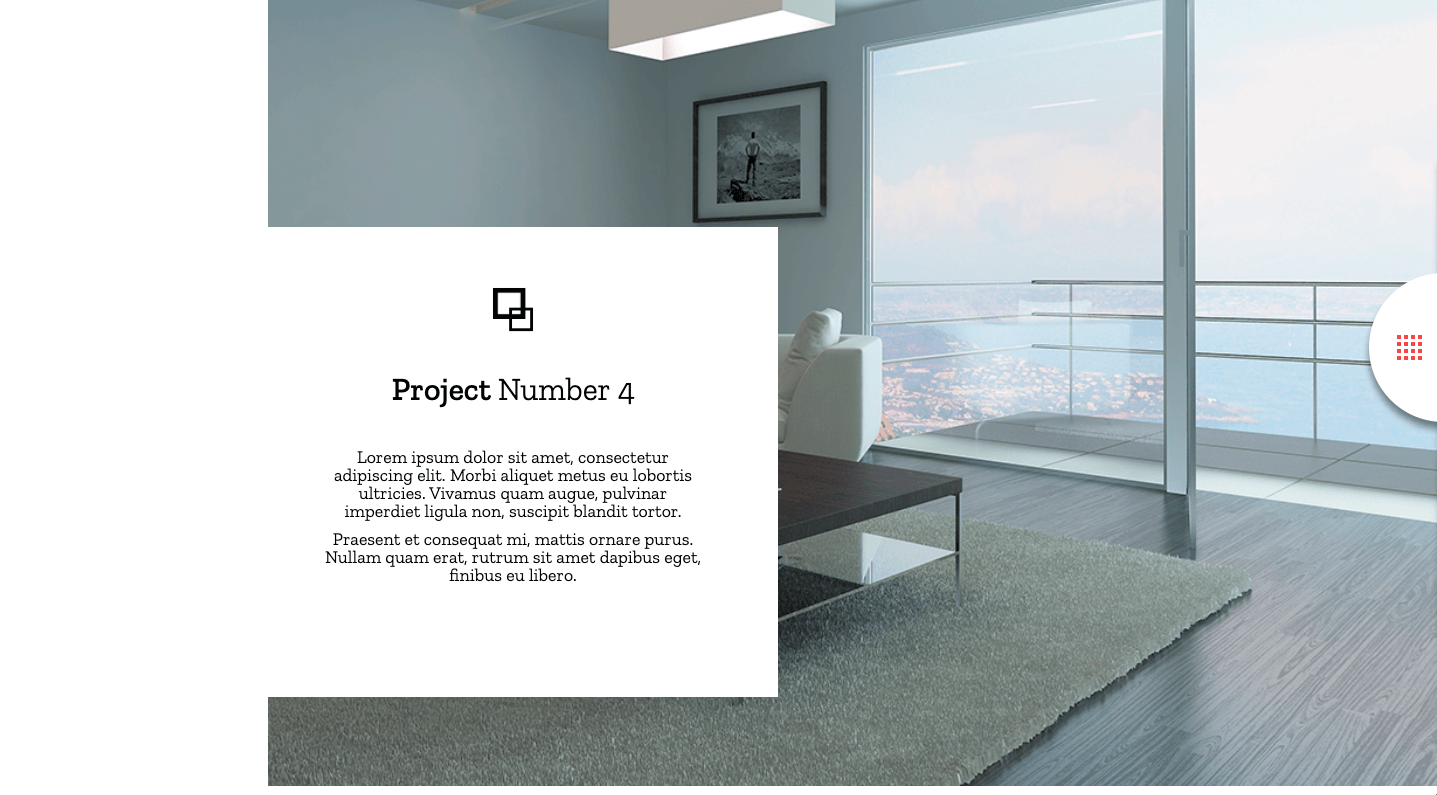 Project Number 4
Lorem ipsum dolor sit amet, consectetur
adipiscing elit. Morbi aliquet metus eu lobortis
ultricies. Vivamus quam augue, pulvinar
imperdiet ligula non, suscipit blandit tortor.
Praesent et consequat mi, mattis ornare purus.
Nullam quam erat, rutrum sit amet dapibus eget,
finibus eu libero.